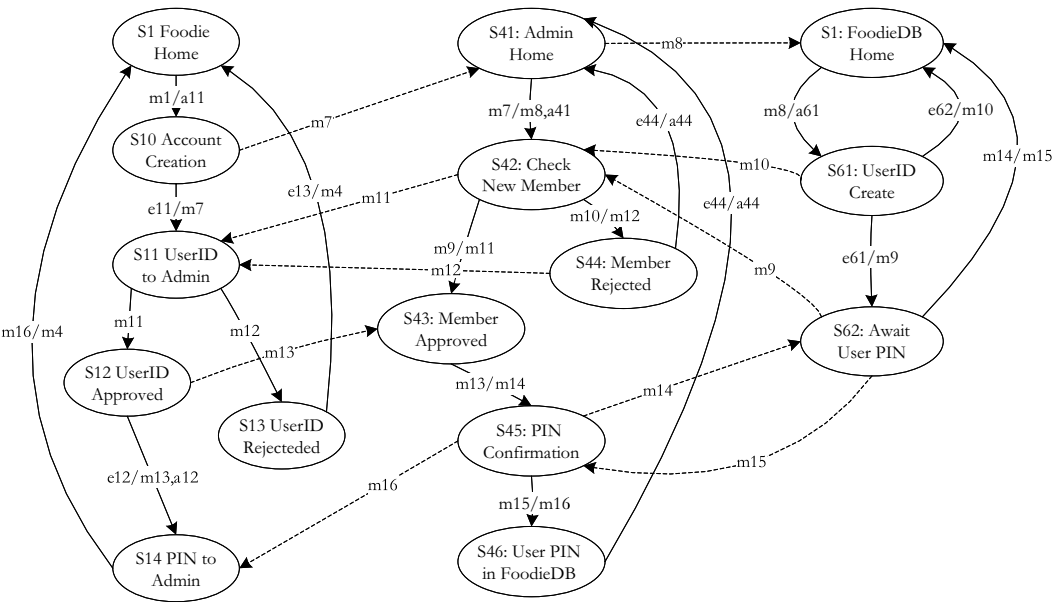 S1 Foodie
Home
S41: Admin
Home
m8
S1: FoodieDB
Home
m1/a11
m7/m8,a41
m8/a61
e62/m10
m7
e44/a44
S10 Account
Creation
m14/m15
S42: Check
New Member
m10
S61: UserID
Create
e13/m4
m11
e44/a44
e11/m7
m10/m12
S11 UserID
to Admin
m9/m11
m12
S44: Member
Rejected
m9
e61/m9
m11
m12
m16/m4
S43: Member
Approved
S62: Await
User PIN
m13
S12 UserID
Approved
m13/m14
m14
S13 UserID
Rejecteded
S45: PIN
Confirmation
m15
e12/m13,a12
m16
m15/m16
S14 PIN to
Admin
S46: User PIN
in FoodieDB